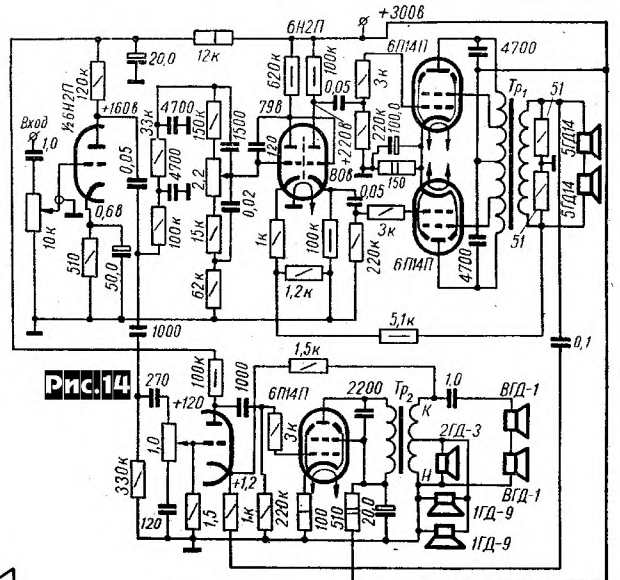 +300в
20,0
12к
6Н2П
½6Н2П
220к
+160в
Вход
1,0
10к
0,6в
510
50,0
0,05
33к
4700
4700
100к
150к
2,2
15к
62к
1500
0,02
620к
100к
79в
120
80в
1к
100к
1,2к
0,05
+220в
3к
220к
100,0
150
0,05
220к
3к
6П14П
6П14П
4700
4700
Тр₁
51
51
5ГД14
5ГД14
5,1к
0,1
1000
Рис.14
270
1,0
330к
120
100к
+120
1000
+1,2
1,5
1к
220к
3к
6П14П
1,5к
2200
100
510
20,0
Тр₂
К
Н
1,0
2ГД-3
ВГД-1
ВГД-1
1ГД-9
1ГД-9